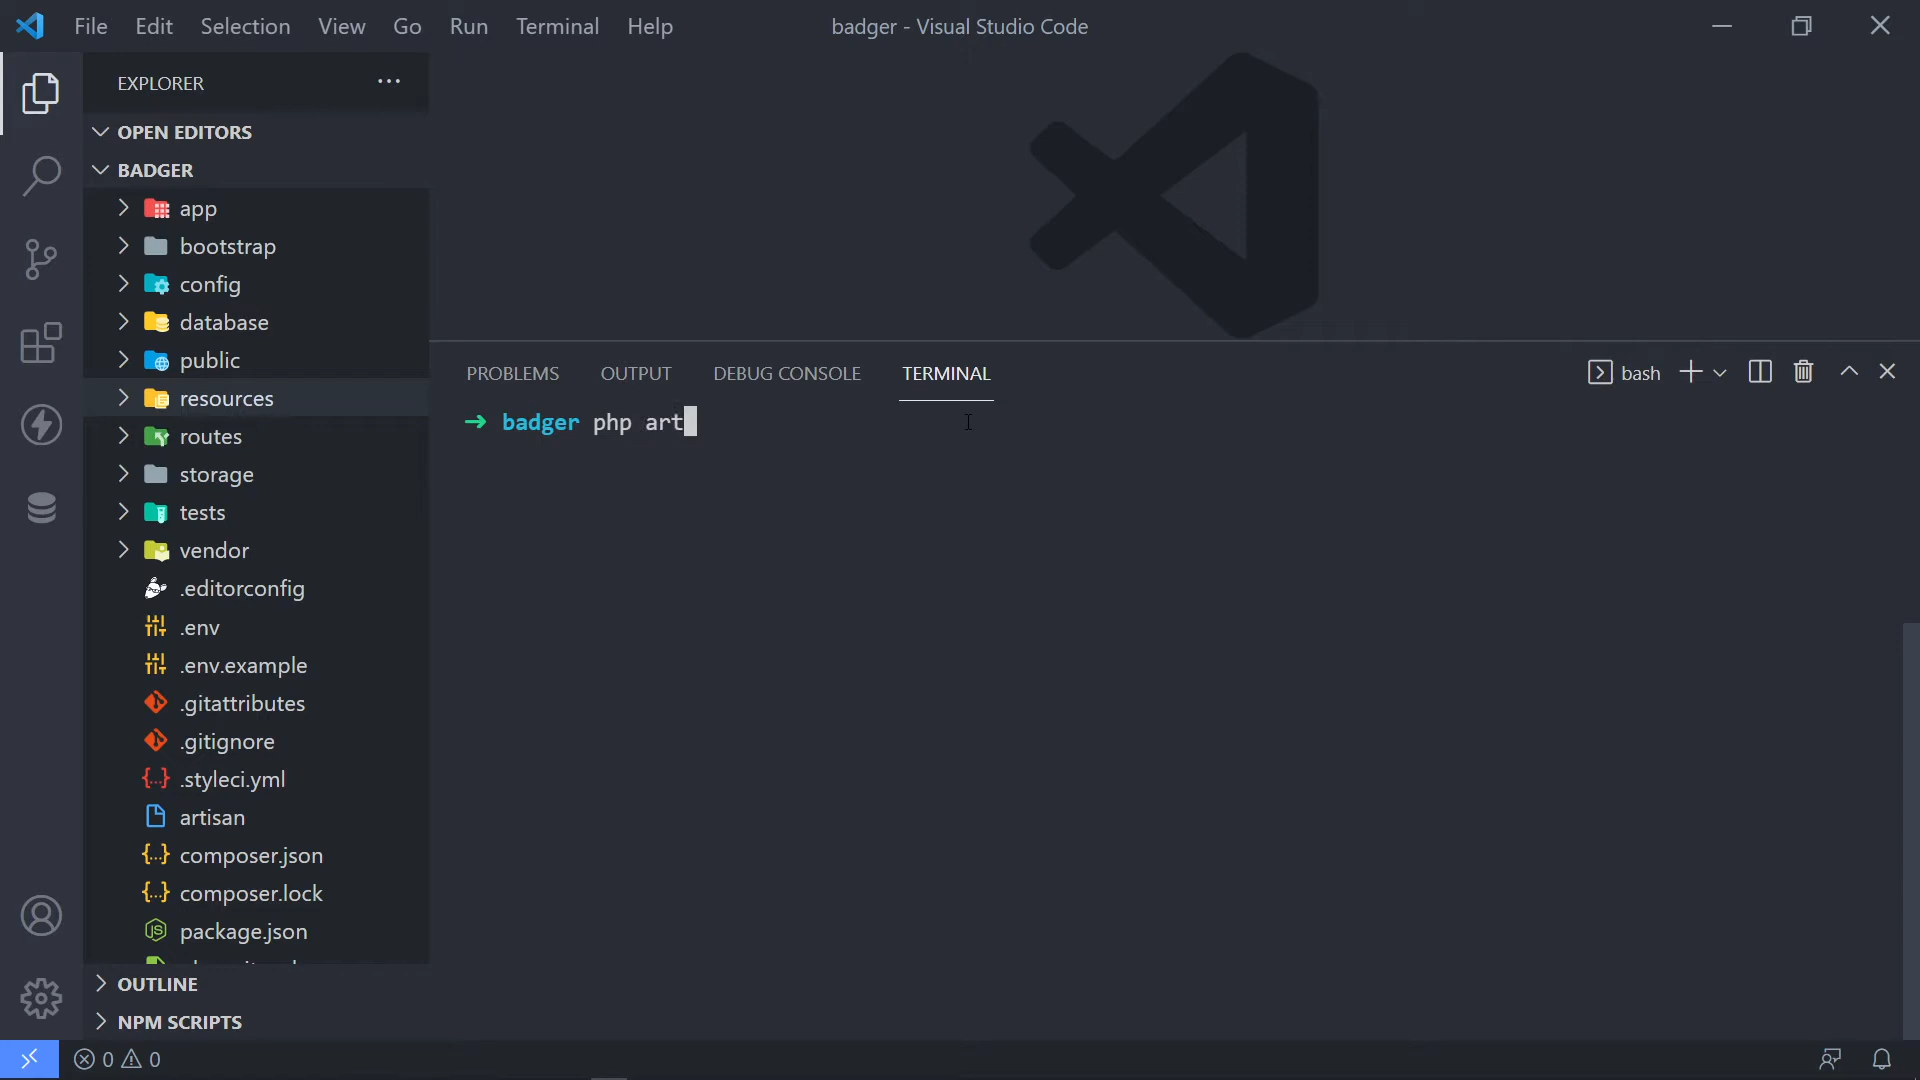 File Edit Selection View Go Run Terminal Help
badger - Visual Studio Code
EXPLORER
OPEN EDITORS
BADGER
app
bootstrap
config
database
public
resources
routes
storage
tests
vendor
.editorconfig
.env
.env.example
.gitattributes
.gitignore
.styleci.yml
artisan
composer.json
composer.lock
package.json
OUTLINE
NPM SCRIPTS
PROBLEMS OUTPUT DEBUG CONSOLE TERMINAL
bash
➜ badger php art
0 0